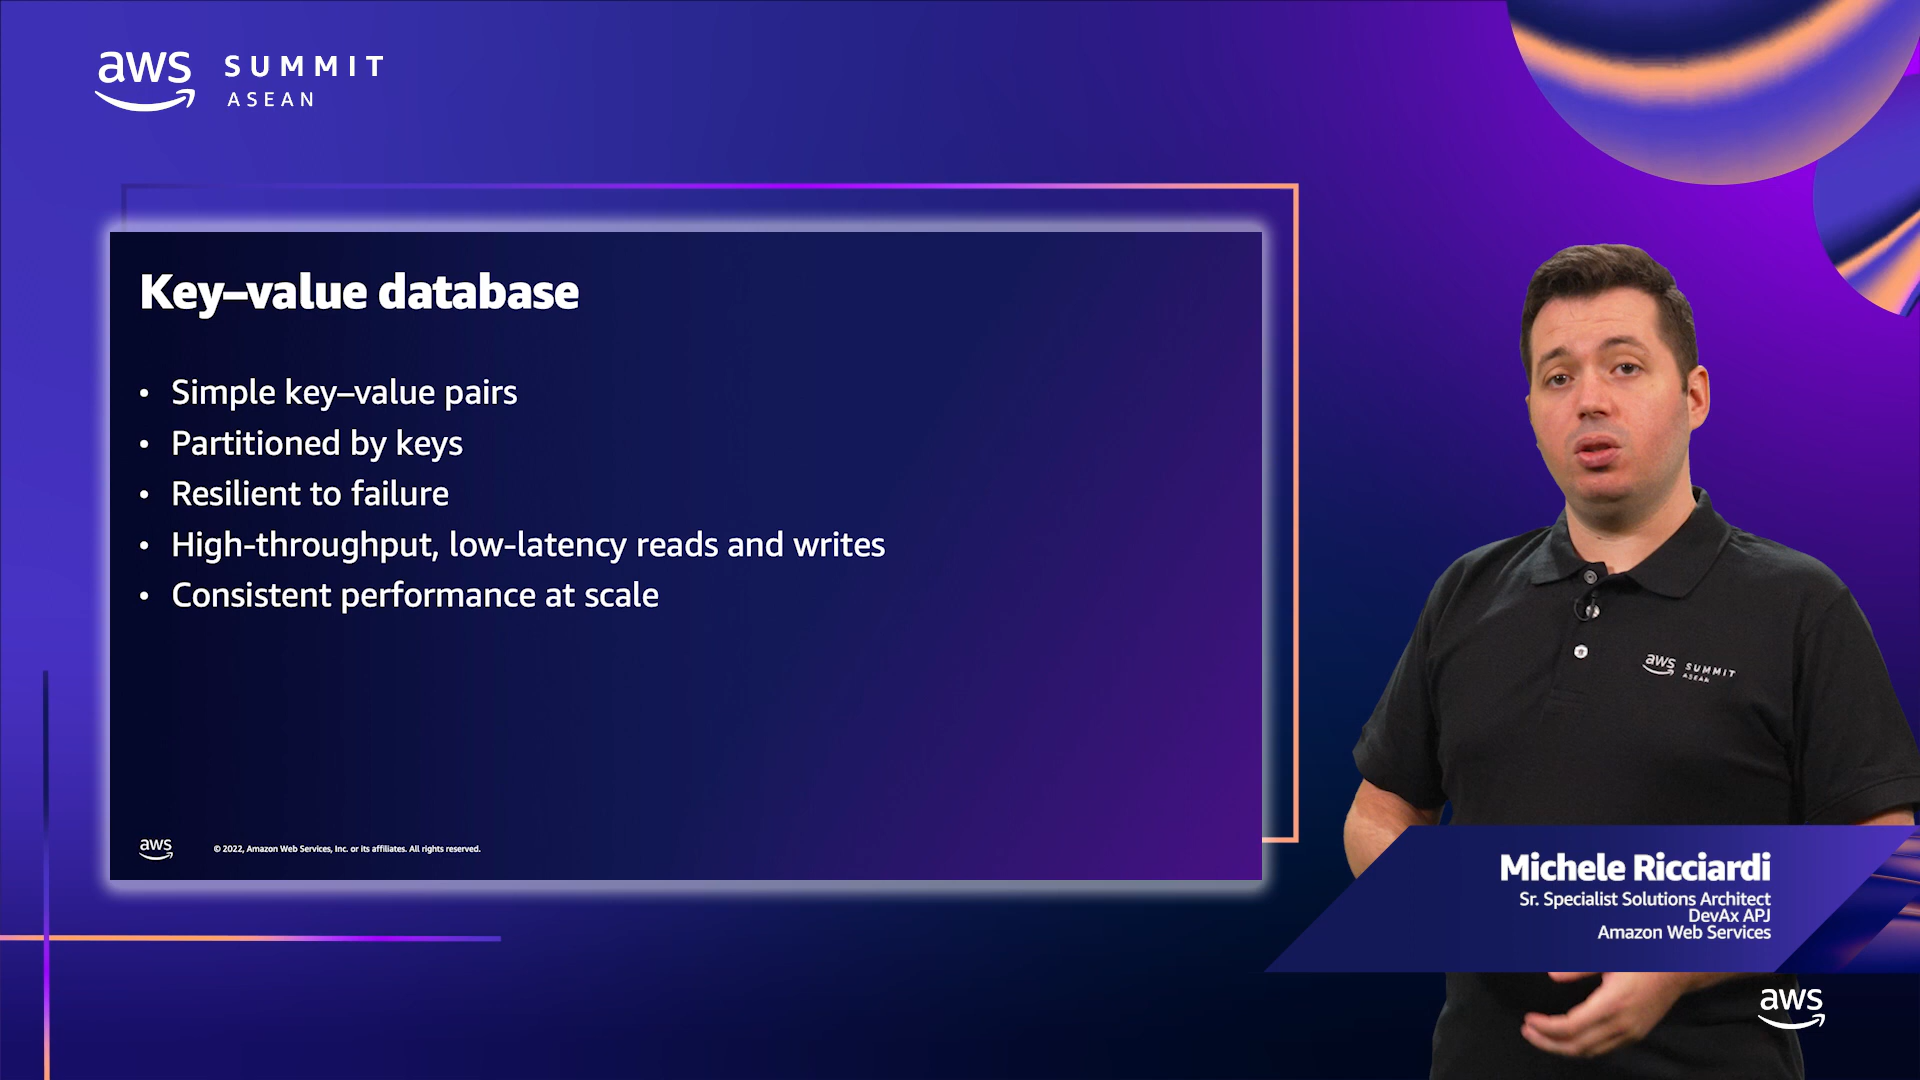 aws SUMMIT
ASEAN
Key–value database
• Simple key–value pairs
• Partitioned by keys
• Resilient to failure
• High-throughput, low-latency reads and writes
• Consistent performance at scale
aws © 2022, Amazon Web Services, Inc. or its affiliates. All rights reserved.
aws SUMMIT
ASEAN
Michele Ricciardi
Sr. Specialist Solutions Architect
DevAx APJ
Amazon Web Services
aws